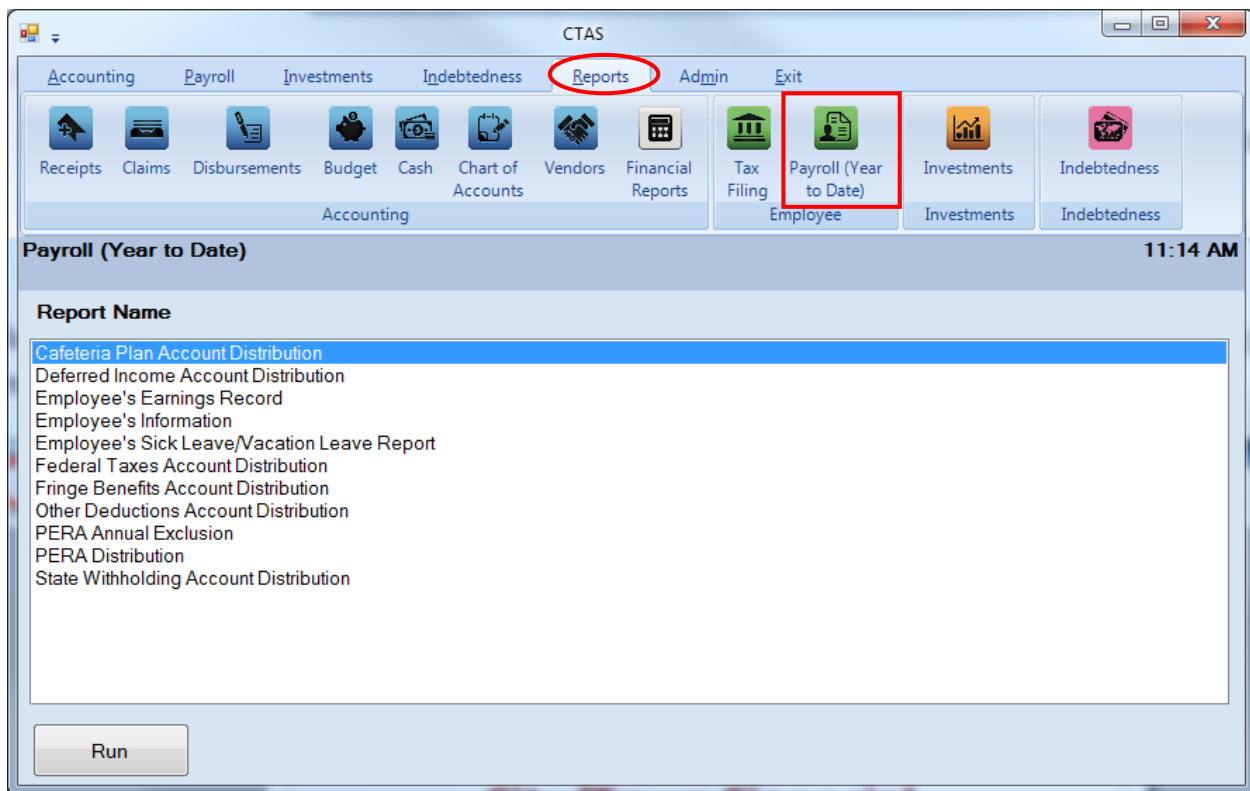 CTAS
Accounting Payroll Investments Indebtedness Reports Admin Exit
Receipts Claims Disbursements Budget Cash Chart of Accounts Vendors Financial Reports Tax Filing Payroll (Year to Date) Investments Indebtedness
Accounting Employee Investments Indebtedness
Payroll (Year to Date) 11:14 AM
Report Name
Cafeteria Plan Account Distribution
Deferred Income Account Distribution
Employee's Earnings Record
Employee's Information
Employee's Sick Leave/Vacation Leave Report
Federal Taxes Account Distribution
Fringe Benefits Account Distribution
Other Deductions Account Distribution
PERA Annual Exclusion
PERA Distribution
State Withholding Account Distribution
Run